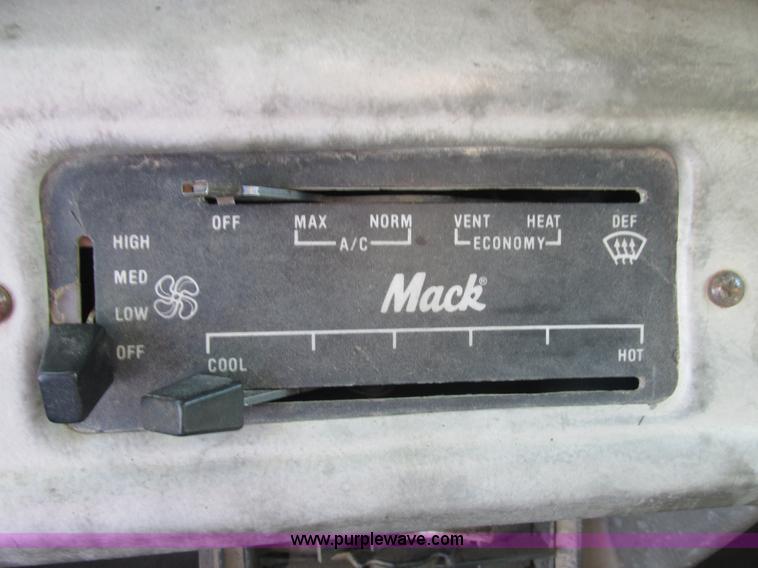 OFF MAX NORM VENT HEAT DEF
A/C ECONOMY
HIGH
MED
LOW
OFF
Mack®
COOL HOT
www.purplewave.com